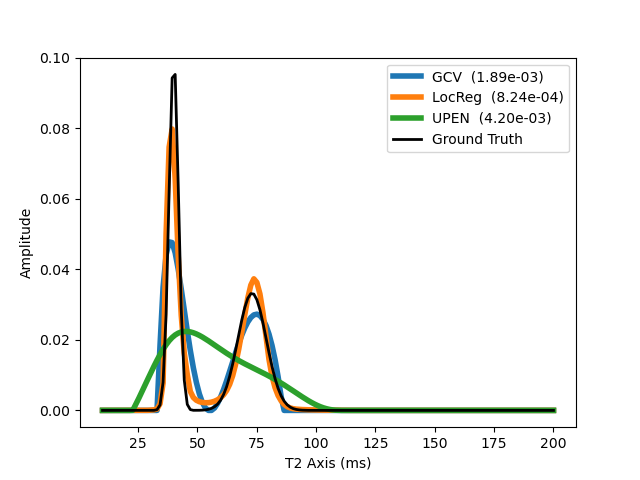 0.10
0.08
0.06
0.04
0.02
0.00
Amplitude
25 50 75 100 125 150 175 200
T2 Axis (ms)
GCV (1.89e-03)
LocReg (8.24e-04)
UPEN (4.20e-03)
Ground Truth